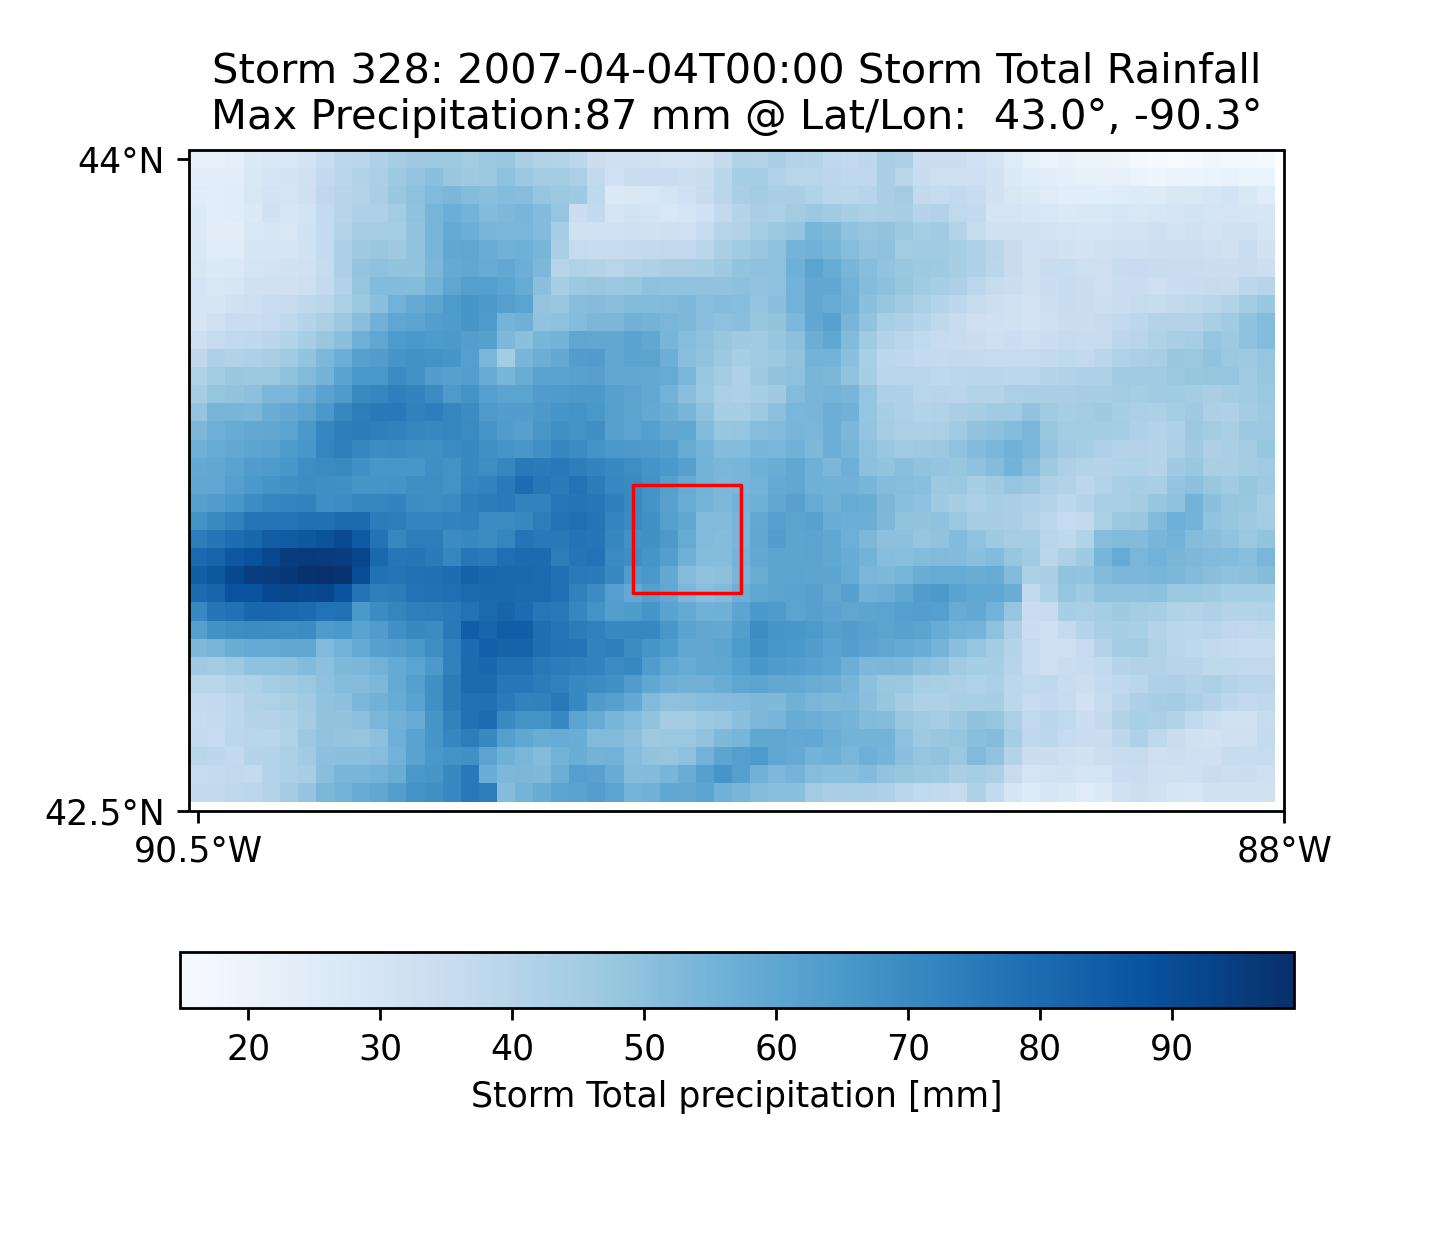 Storm 328: 2007-04-04T00:00 Storm Total Rainfall
Max Precipitation:87 mm @ Lat/Lon:  43.0°, -90.3°
44°N
42.5°N
90.5°W 88°W
20 30 40 50 60 70 80 90
Storm Total precipitation [mm]